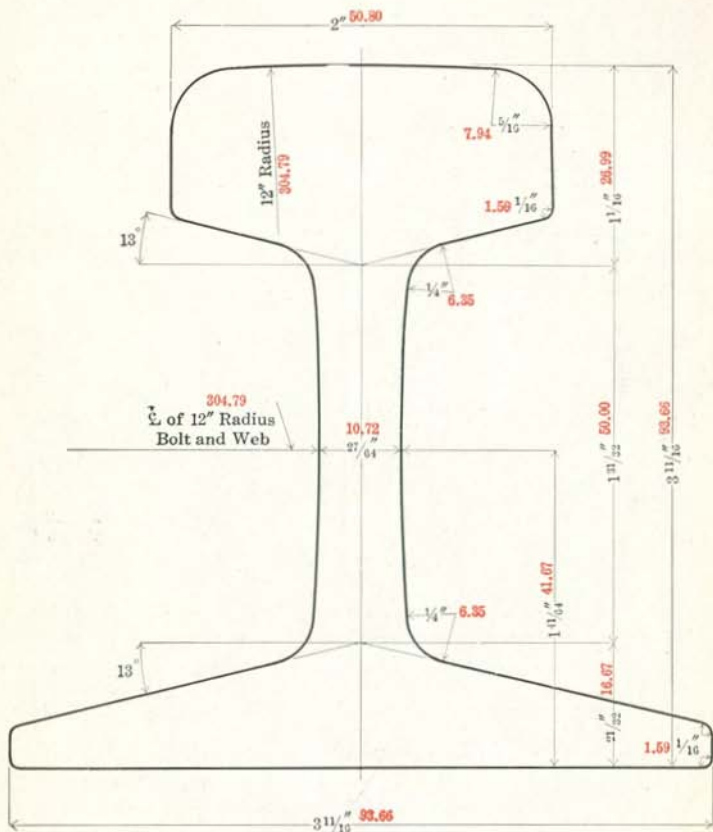 2" 50.80
12" Radius
304.79
7.94 5/16"
1.59 1/16"
1 1/16" 26.99
13°
1/4" 6.35
304.79
℄ of 12" Radius
Bolt and Web
10.72
27/64"
1 31/32" 50.00
3 11/16" 93.66
1 41/64" 41.67
1/4" 6.35
13°
21/32" 16.67
1.59 1/16"
3 11/16" 93.66